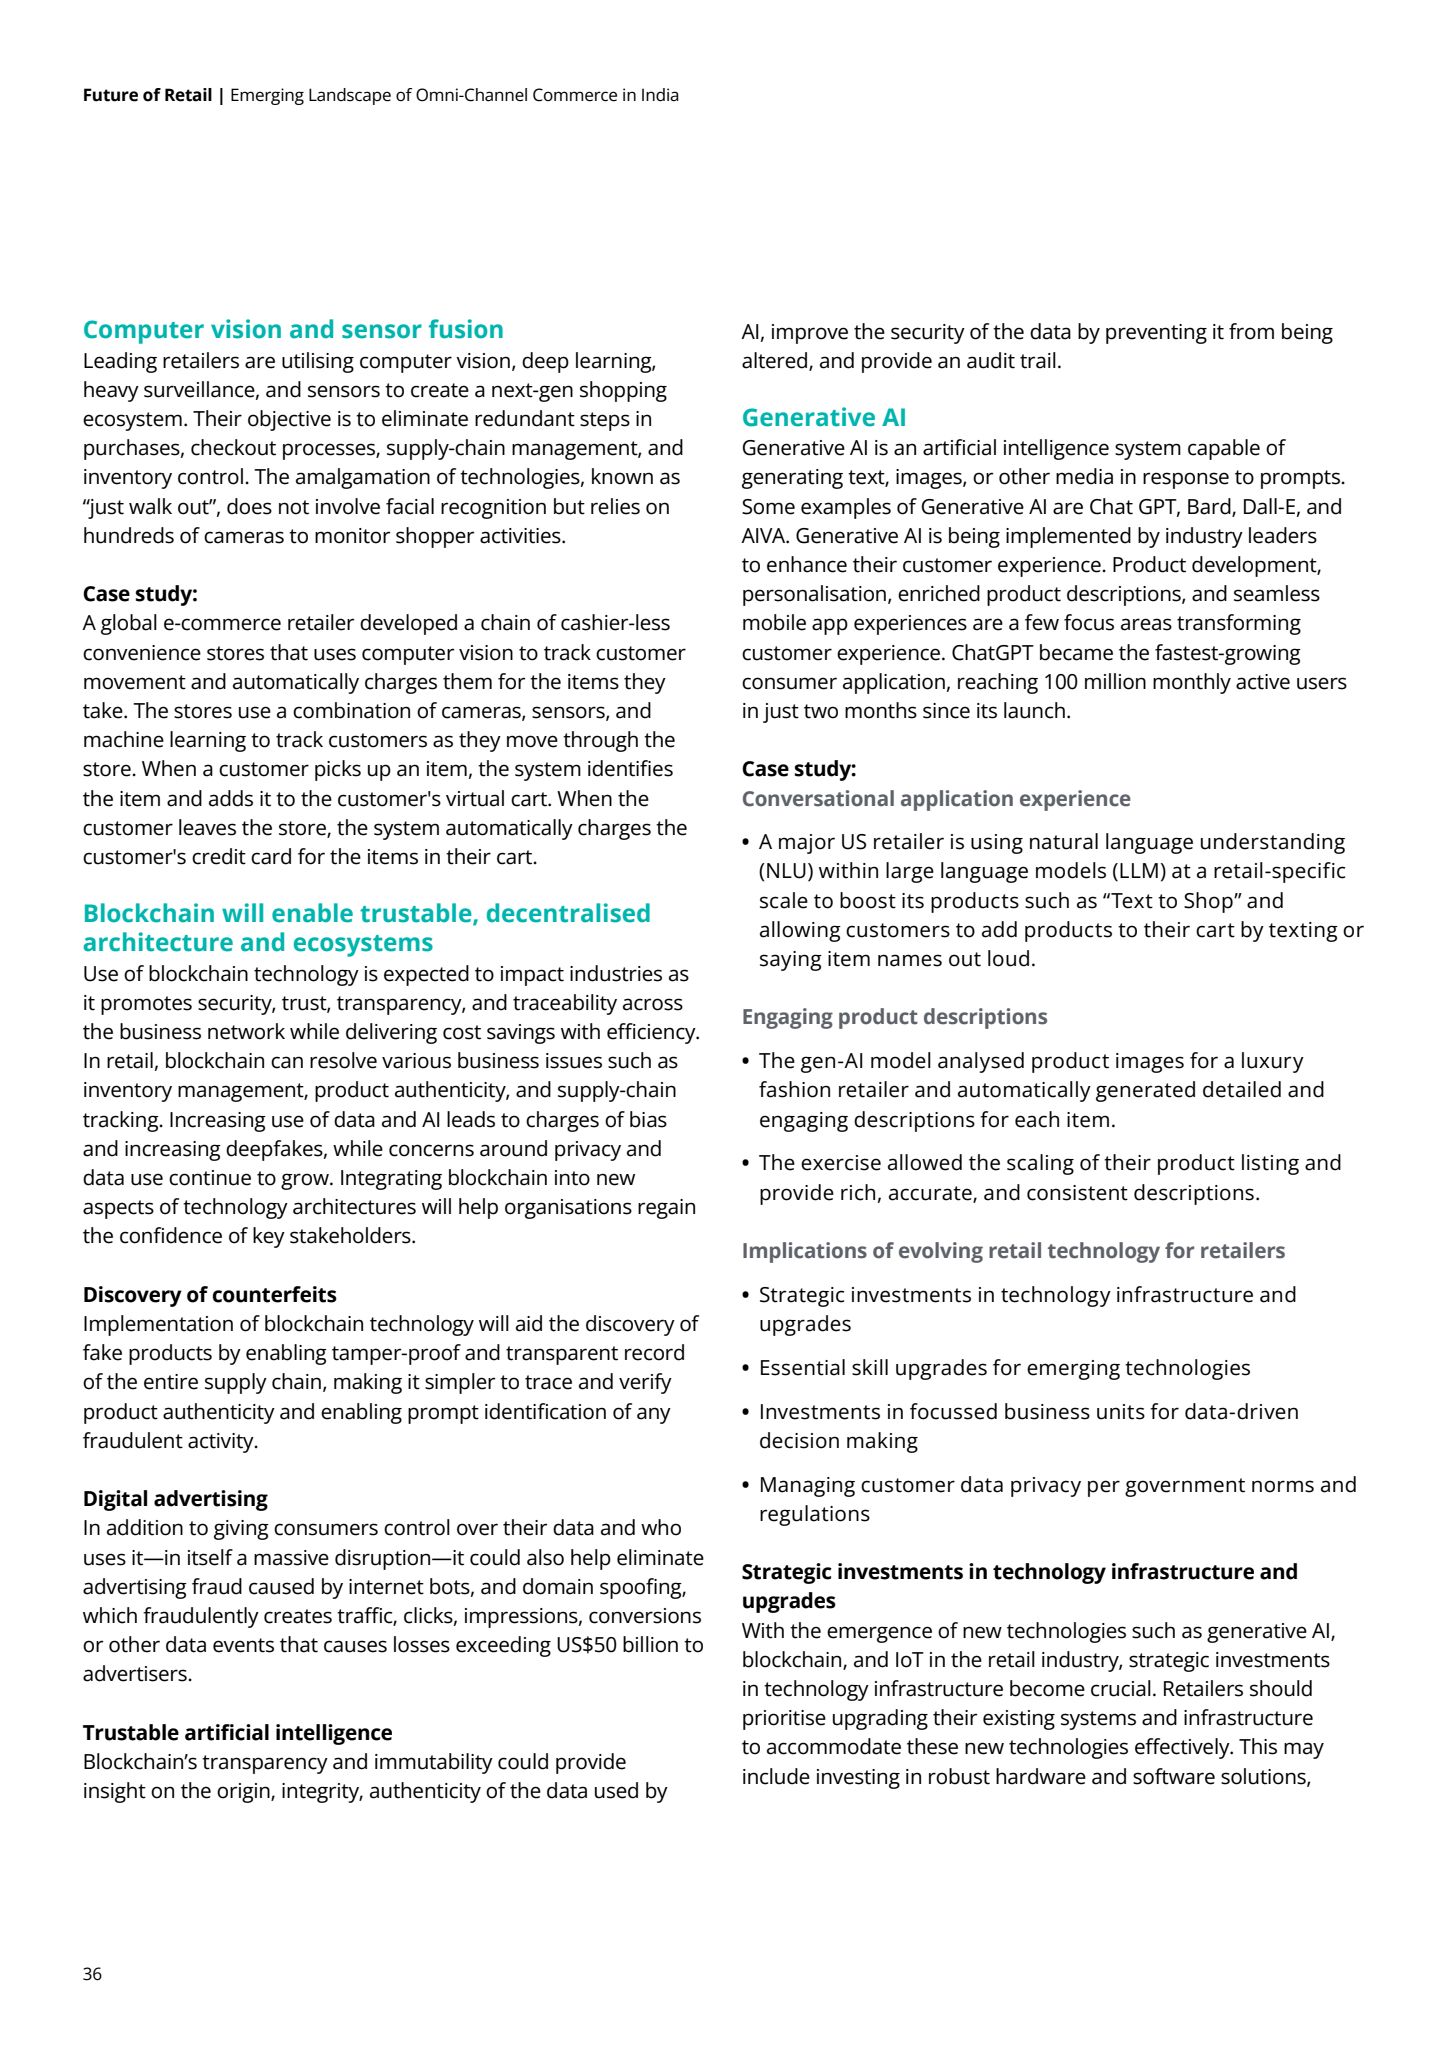 Future of Retail | Emerging Landscape of Omni-Channel Commerce in India
Computer vision and sensor fusion
Leading retailers are utilising computer vision, deep learning,
heavy surveillance, and sensors to create a next-gen shopping
ecosystem. Their objective is to eliminate redundant steps in
purchases, checkout processes, supply-chain management, and
inventory control. The amalgamation of technologies, known as
“just walk out”, does not involve facial recognition but relies on
hundreds of cameras to monitor shopper activities.
Case study:
A global e-commerce retailer developed a chain of cashier-less
convenience stores that uses computer vision to track customer
movement and automatically charges them for the items they
take. The stores use a combination of cameras, sensors, and
machine learning to track customers as they move through the
store. When a customer picks up an item, the system identifies
the item and adds it to the customer's virtual cart. When the
customer leaves the store, the system automatically charges the
customer's credit card for the items in their cart.
Blockchain will enable trustable, decentralised
architecture and ecosystems
Use of blockchain technology is expected to impact industries as
it promotes security, trust, transparency, and traceability across
the business network while delivering cost savings with efficiency.
In retail, blockchain can resolve various business issues such as
inventory management, product authenticity, and supply-chain
tracking. Increasing use of data and AI leads to charges of bias
and increasing deepfakes, while concerns around privacy and
data use continue to grow. Integrating blockchain into new
aspects of technology architectures will help organisations regain
the confidence of key stakeholders.
Discovery of counterfeits
Implementation of blockchain technology will aid the discovery of
fake products by enabling tamper-proof and transparent record
of the entire supply chain, making it simpler to trace and verify
product authenticity and enabling prompt identification of any
fraudulent activity.
Digital advertising
In addition to giving consumers control over their data and who
uses it—in itself a massive disruption—it could also help eliminate
advertising fraud caused by internet bots, and domain spoofing,
which fraudulently creates traffic, clicks, impressions, conversions
or other data events that causes losses exceeding US$50 billion to
advertisers.
Trustable artificial intelligence
Blockchain’s transparency and immutability could provide
insight on the origin, integrity, authenticity of the data used by
AI, improve the security of the data by preventing it from being
altered, and provide an audit trail.
Generative AI
Generative AI is an artificial intelligence system capable of
generating text, images, or other media in response to prompts.
Some examples of Generative AI are Chat GPT, Bard, Dall-E, and
AIVA. Generative AI is being implemented by industry leaders
to enhance their customer experience. Product development,
personalisation, enriched product descriptions, and seamless
mobile app experiences are a few focus areas transforming
customer experience. ChatGPT became the fastest-growing
consumer application, reaching 100 million monthly active users
in just two months since its launch.
Case study:
Conversational application experience
• A major US retailer is using natural language understanding
(NLU) within large language models (LLM) at a retail-specific
scale to boost its products such as “Text to Shop” and
allowing customers to add products to their cart by texting or
saying item names out loud.
Engaging product descriptions
• The gen-AI model analysed product images for a luxury
fashion retailer and automatically generated detailed and
engaging descriptions for each item.
• The exercise allowed the scaling of their product listing and
provide rich, accurate, and consistent descriptions.
Implications of evolving retail technology for retailers
• Strategic investments in technology infrastructure and
upgrades
• Essential skill upgrades for emerging technologies
• Investments in focussed business units for data-driven
decision making
• Managing customer data privacy per government norms and
regulations
Strategic investments in technology infrastructure and
upgrades
With the emergence of new technologies such as generative AI,
blockchain, and IoT in the retail industry, strategic investments
in technology infrastructure become crucial. Retailers should
prioritise upgrading their existing systems and infrastructure
to accommodate these new technologies effectively. This may
include investing in robust hardware and software solutions,
36